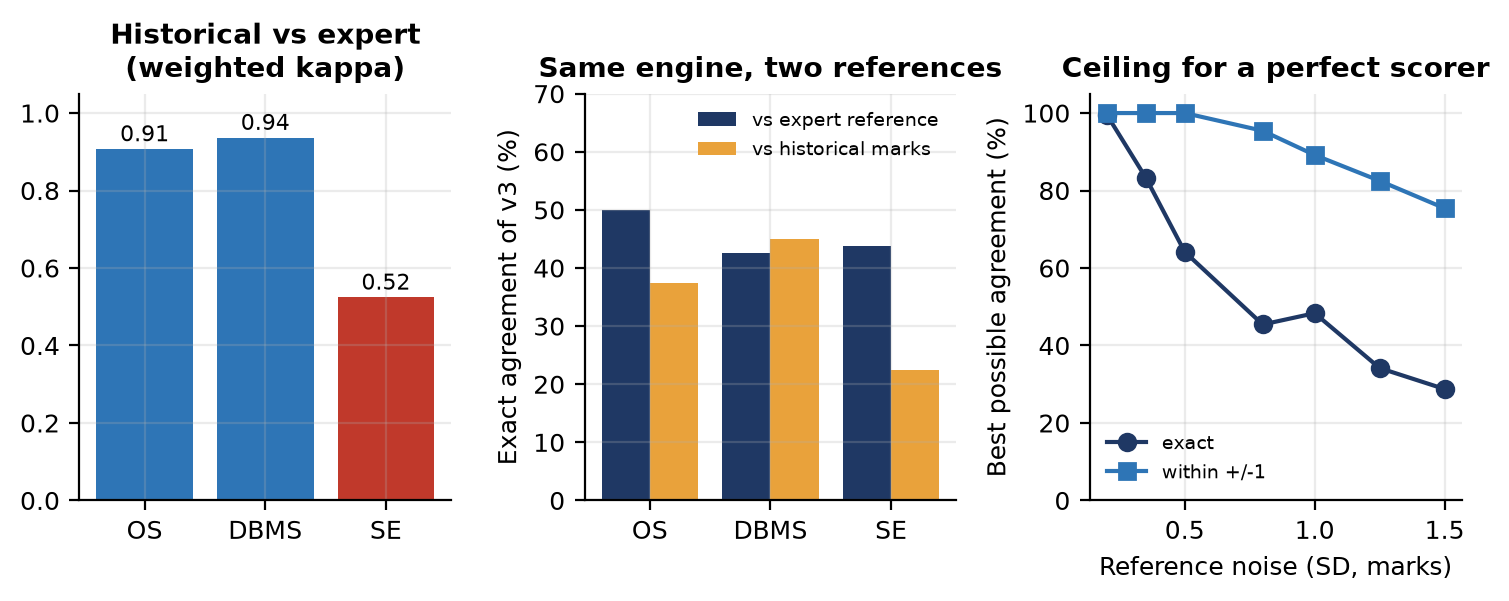 Historical vs expert
(weighted kappa)
1.0
0.8
0.6
0.4
0.2
0.0
0.91
0.94
0.52
OS
DBMS
SE
Same engine, two references
Exact agreement of v3 (%)
70
60
50
40
30
20
10
0
vs expert reference
vs historical marks
OS
DBMS
SE
Ceiling for a perfect scorer
Best possible agreement (%)
100
80
60
40
20
0
exact
within +/-1
0.5
1.0
1.5
Reference noise (SD, marks)